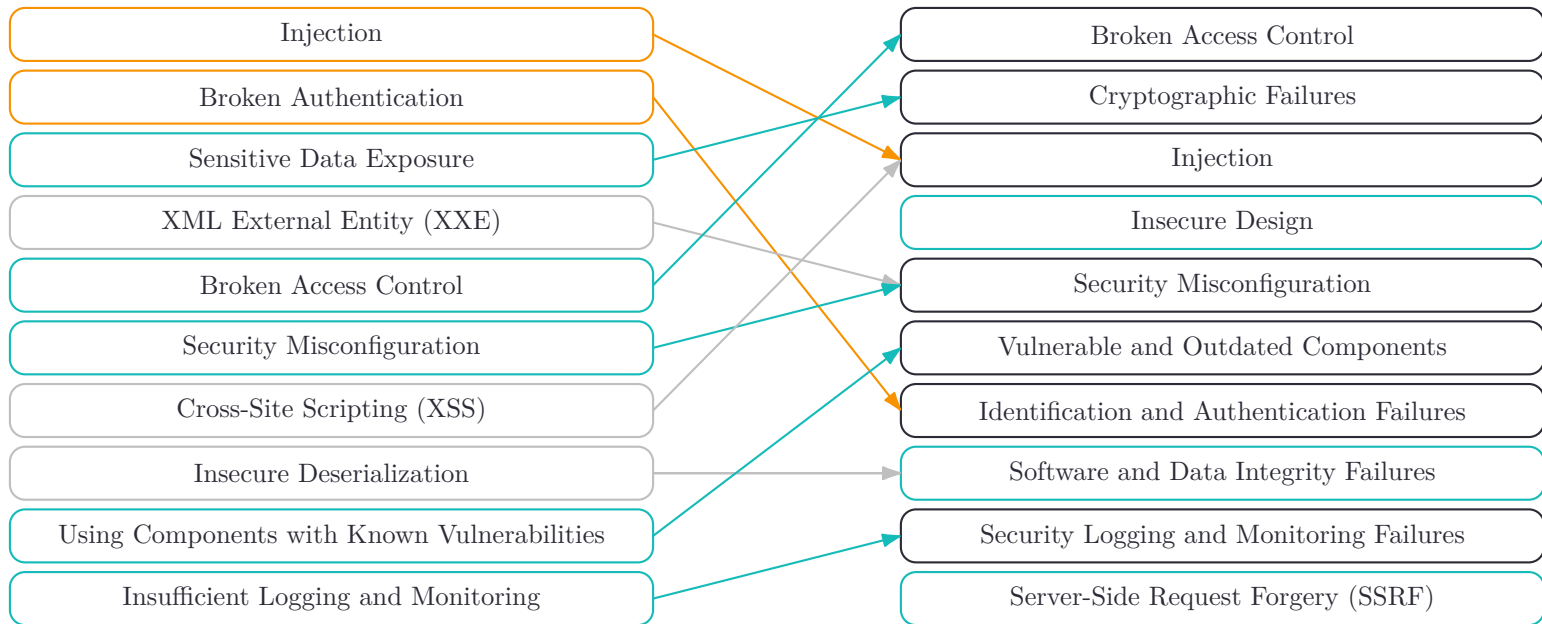 Injection
Broken Authentication
Sensitive Data Exposure
XML External Entity (XXE)
Broken Access Control
Security Misconfiguration
Cross-Site Scripting (XSS)
Insecure Deserialization
Using Components with Known Vulnerabilities
Insufficient Logging and Monitoring
Broken Access Control
Cryptographic Failures
Injection
Insecure Design
Security Misconfiguration
Vulnerable and Outdated Components
Identification and Authentication Failures
Software and Data Integrity Failures
Security Logging and Monitoring Failures
Server-Side Request Forgery (SSRF)